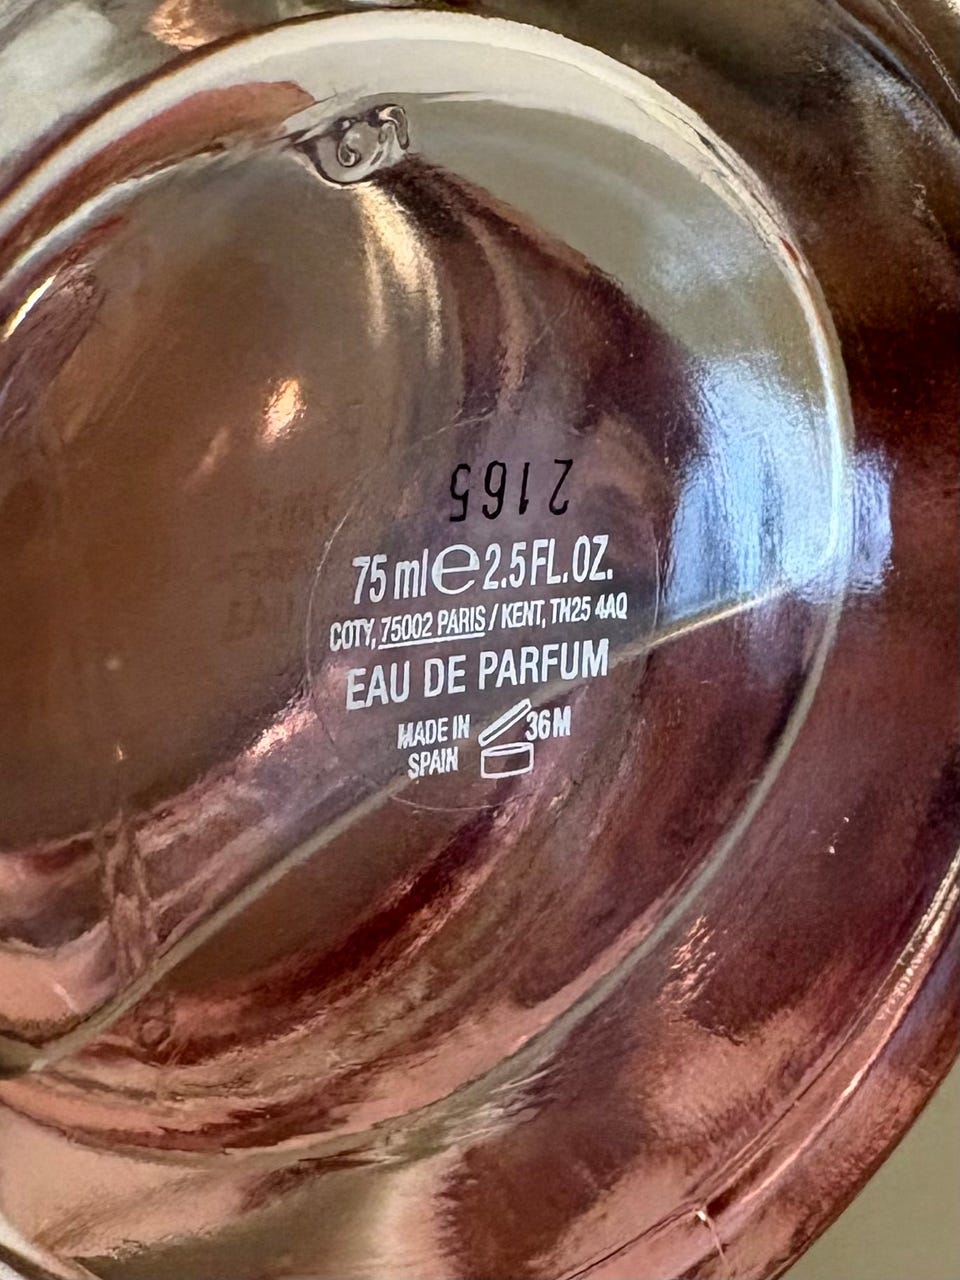 2165
75 ml e 2.5 FL.OZ.
COTY, 75002 PARIS / KENT, TN25 4AQ
EAU DE PARFUM
MADE IN 36M
SPAIN